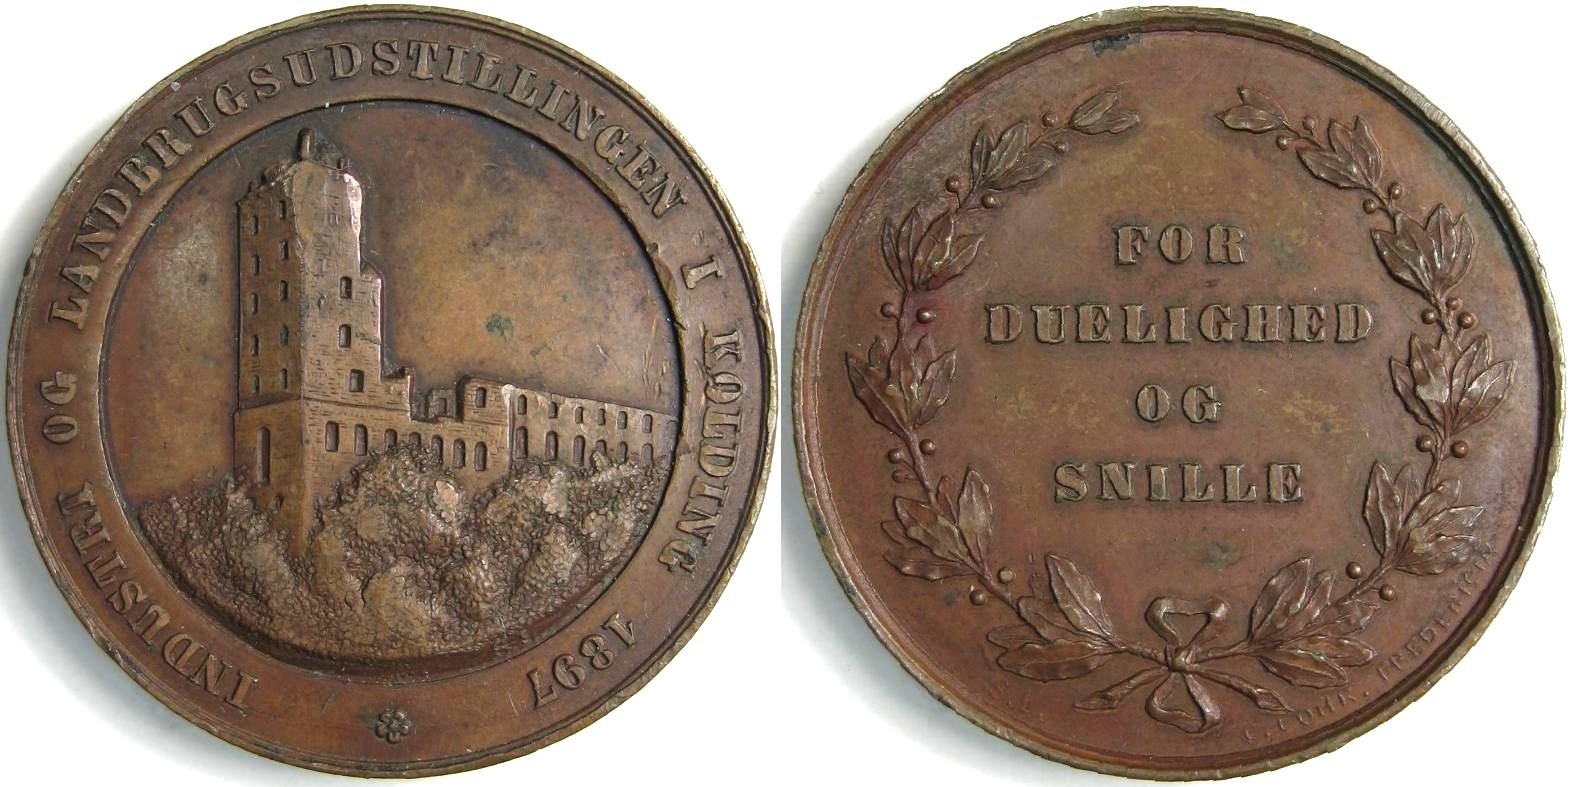 INDUSTRI OG LANDBRUGSUDSTILLINGEN I KOLDING 1897
FOR
DUELIGHED
OG
SNILLE